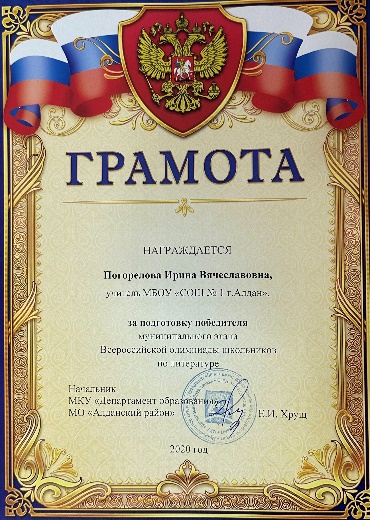 ГРАМОТА
НАГРАЖДАЕТСЯ
Погорелова Ирина Вячеславовна,
учитель МБОУ «СОШ № 1 г.Алдан»,
за подготовку победителя
муниципального этапа
Всероссийской олимпиады школьников
по литературе
Начальник
МКУ «Департамент образования»
МО «Алданский район»
Е.И. Хрущ
2020 год